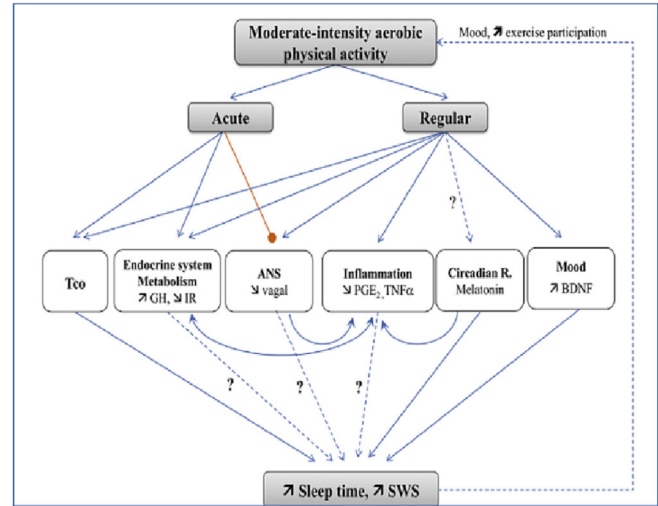 Moderate-intensity aerobic
physical activity
Mood, ↗ exercise participation
Acute
Regular
?
Tco
Endocrine system
Metabolism
↗ GH, ↘ IR
ANS
↘ vagal
Inflammation
↘ PGE₂, TNFα
Circadian R.
Melatonin
Mood
↗ BDNF
?
?
?
↗ Sleep time, ↗ SWS